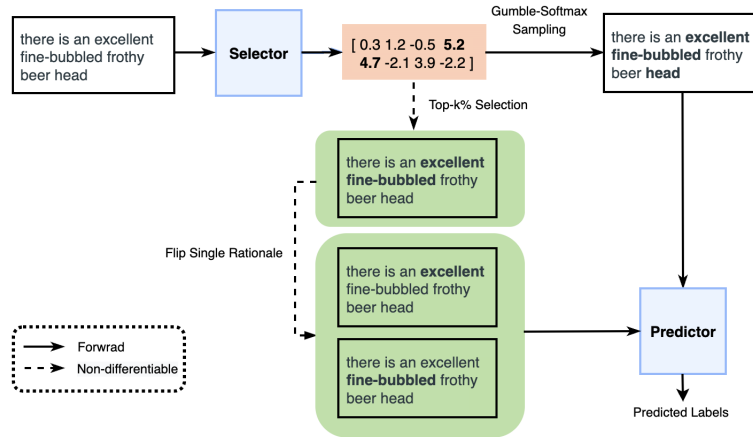 there is an excellent
fine-bubbled frothy
beer head
Selector
[ 0.3 1.2 -0.5 5.2
4.7 -2.1 3.9 -2.2 ]
Gumble-Softmax
Sampling
there is an excellent
fine-bubbled frothy
beer head
Top-k% Selection
there is an excellent
fine-bubbled frothy
beer head
Flip Single Rationale
there is an excellent
fine-bubbled frothy
beer head
there is an excellent
fine-bubbled frothy
beer head
Predictor
Predicted Labels
Forwrad
Non-differentiable